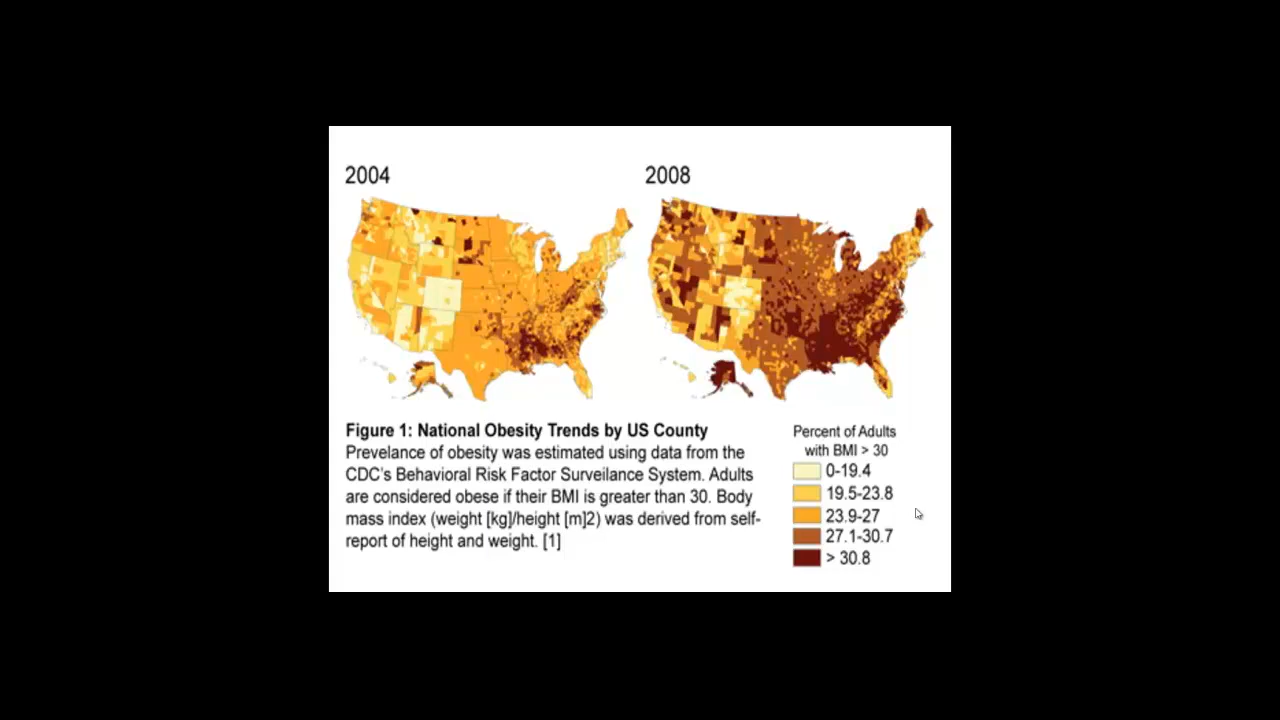 2004
2008
Figure 1: National Obesity Trends by US County
Prevelance of obesity was estimated using data from the
CDC's Behavioral Risk Factor Surveilance System. Adults
are considered obese if their BMI is greater than 30. Body
mass index (weight [kg]/height [m]2) was derived from self-
report of height and weight. [1]
Percent of Adults
with BMI > 30
0-19.4
19.5-23.8
23.9-27
27.1-30.7
> 30.8